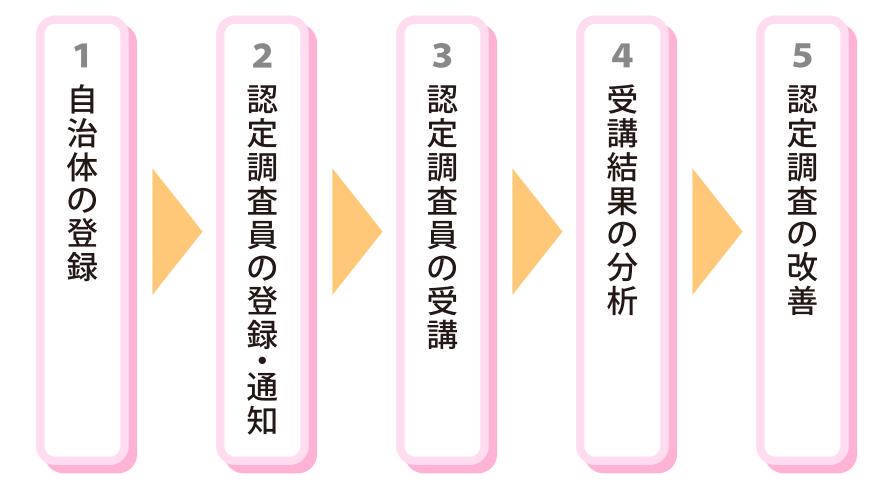 1
自治体の登録
2
認定調査員の登録・通知
3
認定調査員の受講
4
受講結果の分析
5
認定調査の改善